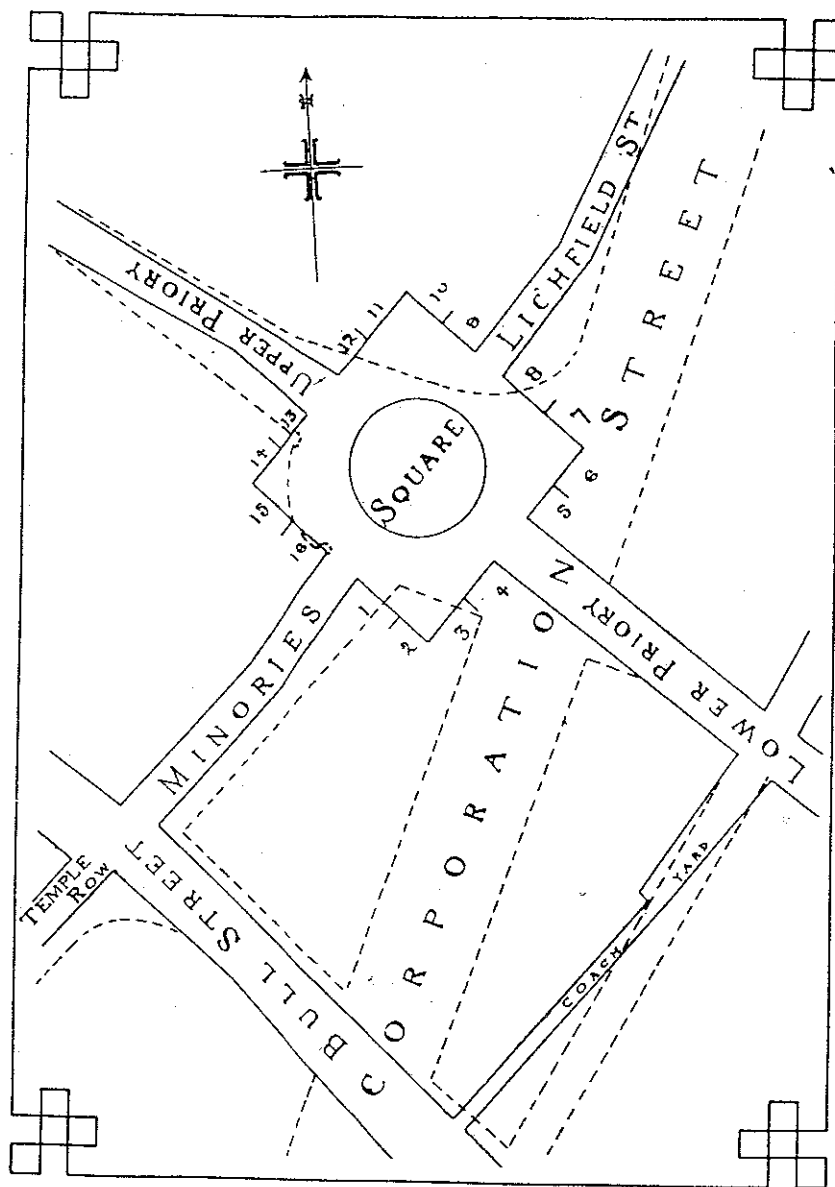 N
LICHFIELD ST
UPPER PRIORY
CORPORATION STREET
SQUARE
MINORIES
LOWER PRIORY
TEMPLE
ROW
BULL STREET
COACH YARD
1
2
3
4
5
6
7
8
9
10
11
12
13
14
15
16